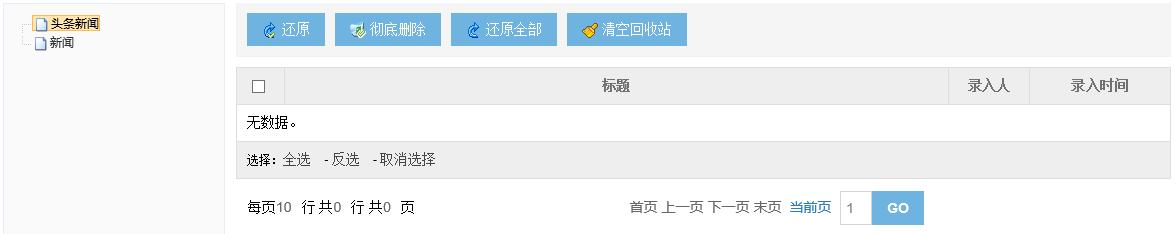 头条新闻
新闻
还原 彻底删除 还原全部 清空回收站
标题 录入人 录入时间
无数据。
选择：全选 -反选 -取消选择
每页10 行 共0 行 共0 页 首页 上一页 下一页 末页 当前页 1 GO